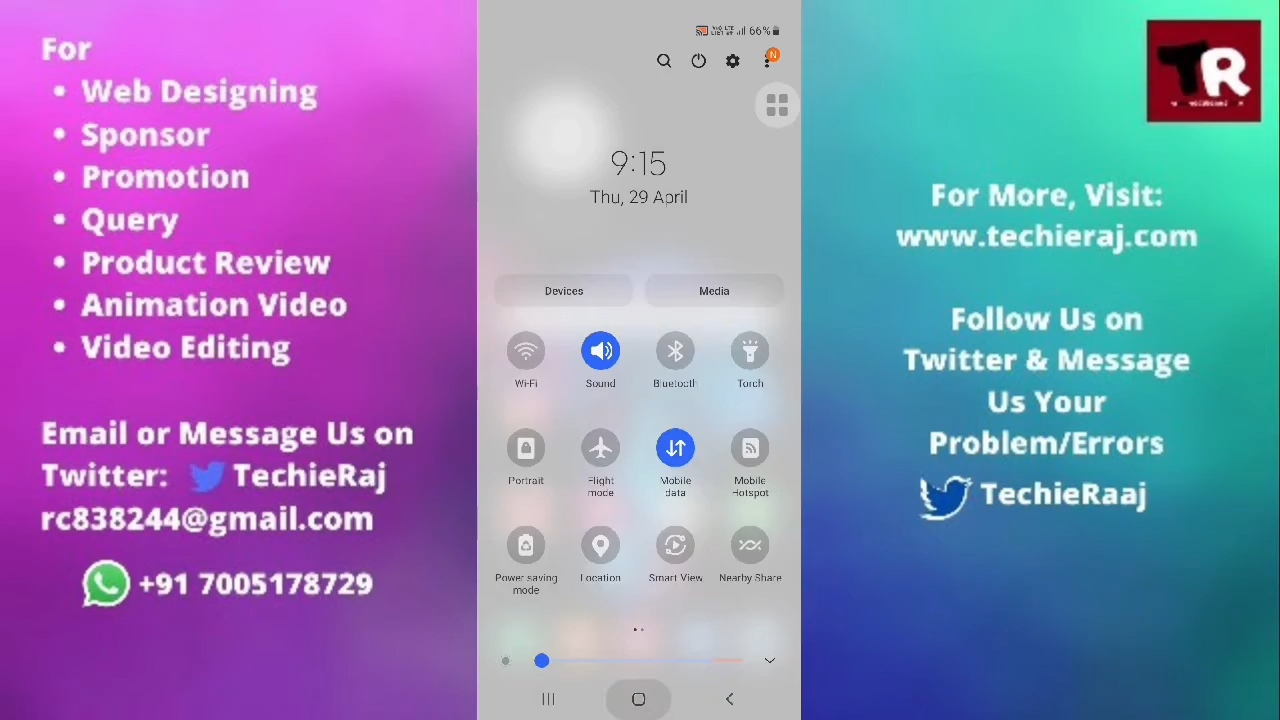 For
• Web Designing
• Sponsor
• Promotion
• Query
• Product Review
• Animation Video
• Video Editing
Email or Message Us on
Twitter: TechieRaj
rc838244@gmail.com
+91 7005178729
66%
N
9:15
Thu, 29 April
Devices
Media
Wi-Fi
Sound
Bluetooth
Torch
Portrait
Flight
mode
Mobile
data
Mobile
Hotspot
Power saving
mode
Location
Smart View
Nearby Share
TR
For More, Visit:
www.techieraj.com
Follow Us on
Twitter & Message
Us Your
Problem/Errors
TechieRaaj